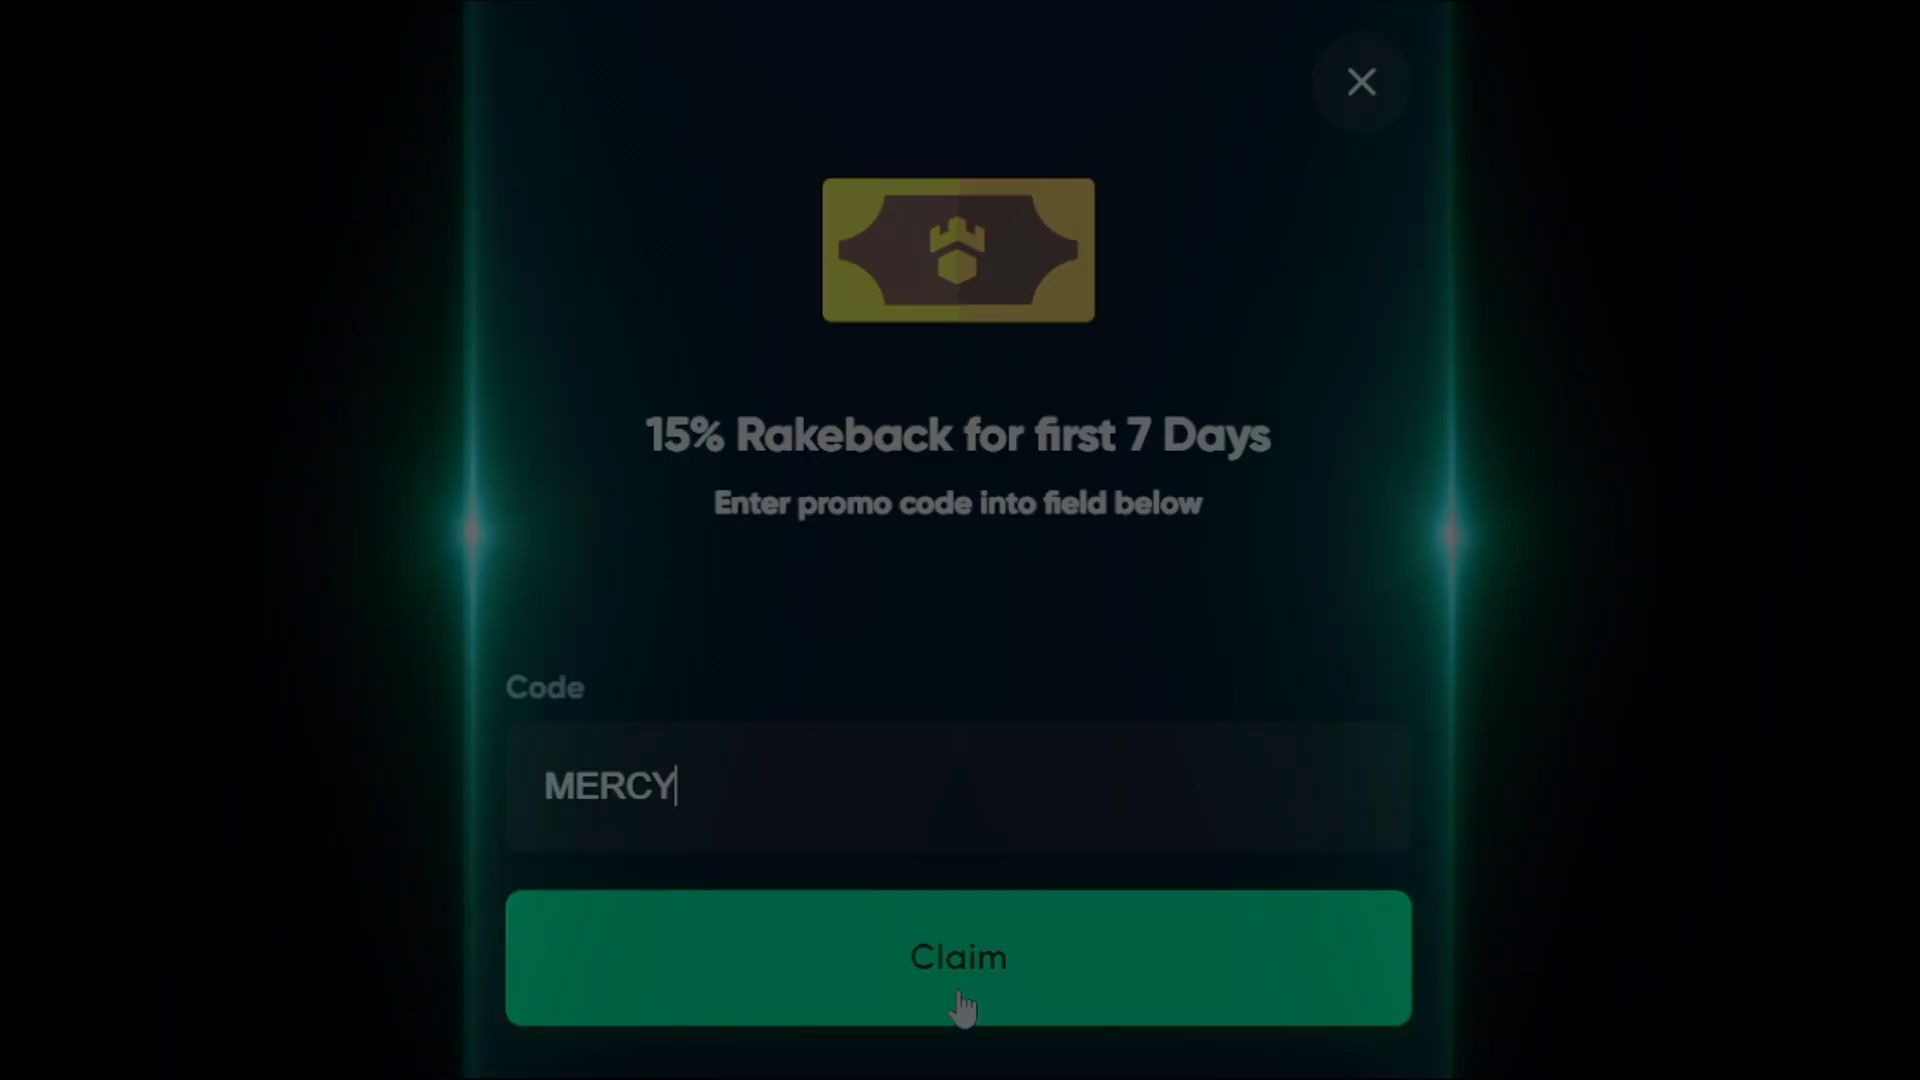 15% Rakeback for first 7 Days
Enter promo code into field below
Code
MERCY
Claim